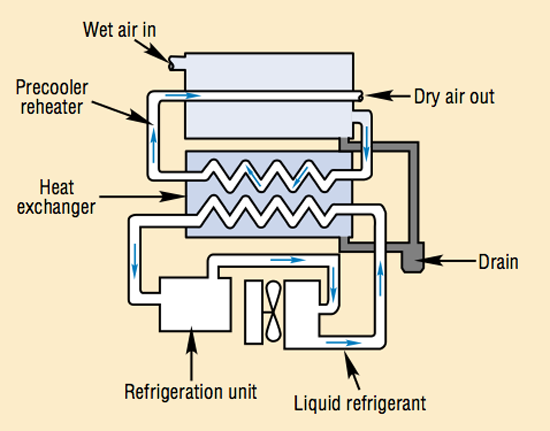 Wet air in
Precooler
reheater
Dry air out
Heat
exchanger
Drain
Refrigeration unit
Liquid refrigerant